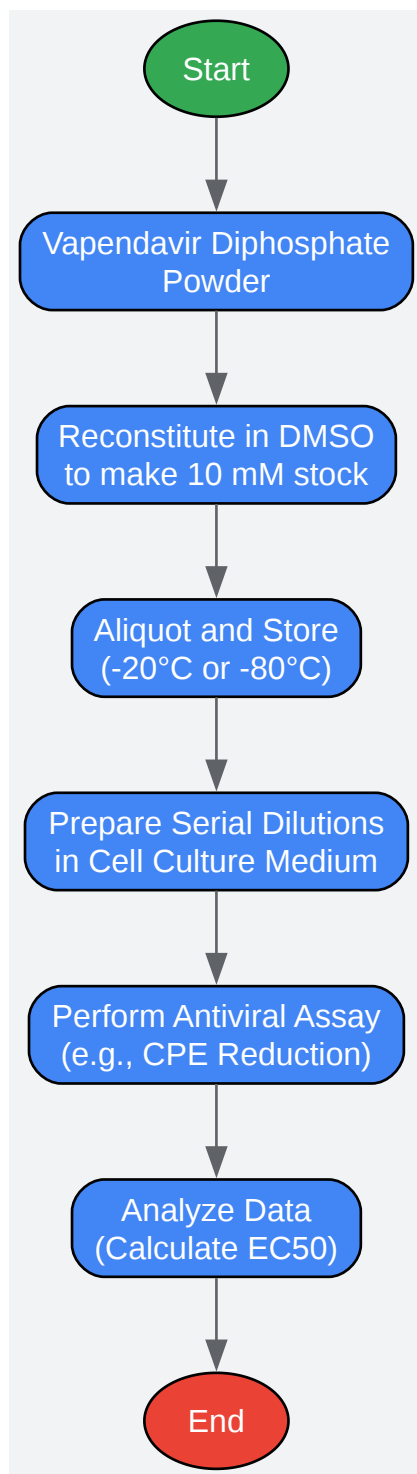 Start
Vapendavir Diphosphate
Powder
Reconstitute in DMSO
to make 10 mM stock
Aliquot and Store
(-20°C or -80°C)
Prepare Serial Dilutions
in Cell Culture Medium
Perform Antiviral Assay
(e.g., CPE Reduction)
Analyze Data
(Calculate EC50)
End